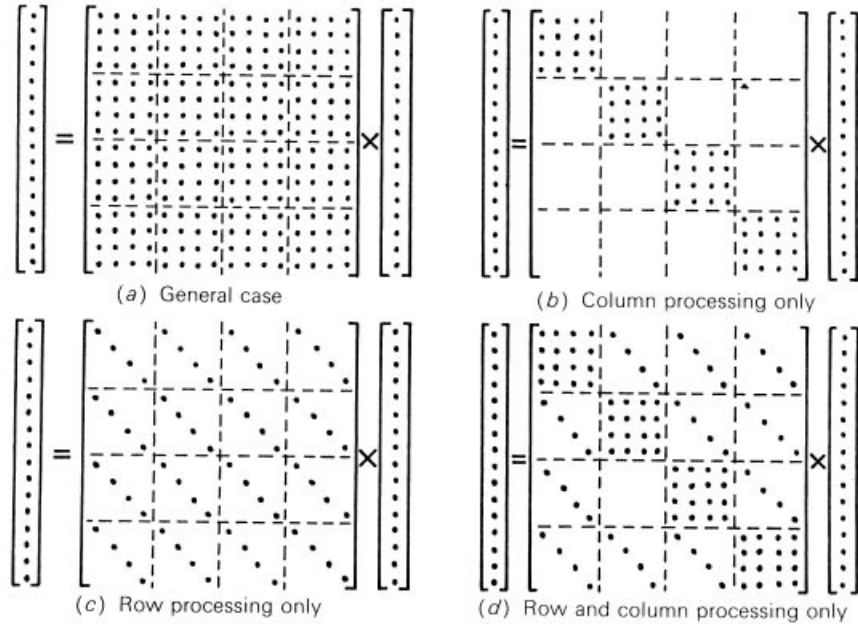 =
×
=
×
(a) General case
(b) Column processing only
=
×
=
×
(c) Row processing only
(d) Row and column processing only